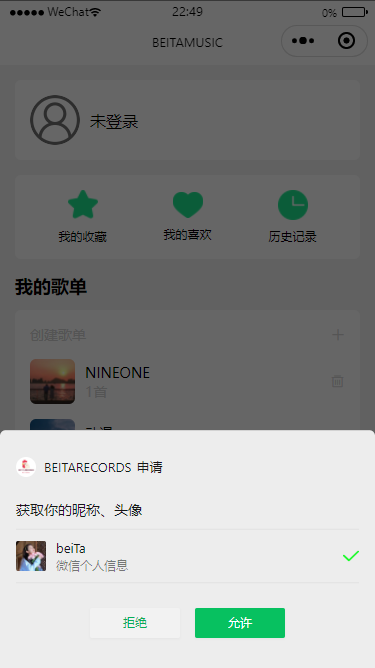 WeChat 22:49 0%
BEITAMUSIC
未登录
我的收藏 我的喜欢 历史记录
我的歌单
创建歌单
NINEONE
1首
BEITARECORDS 申请
获取你的昵称、头像
beiTa
微信个人信息
拒绝 允许